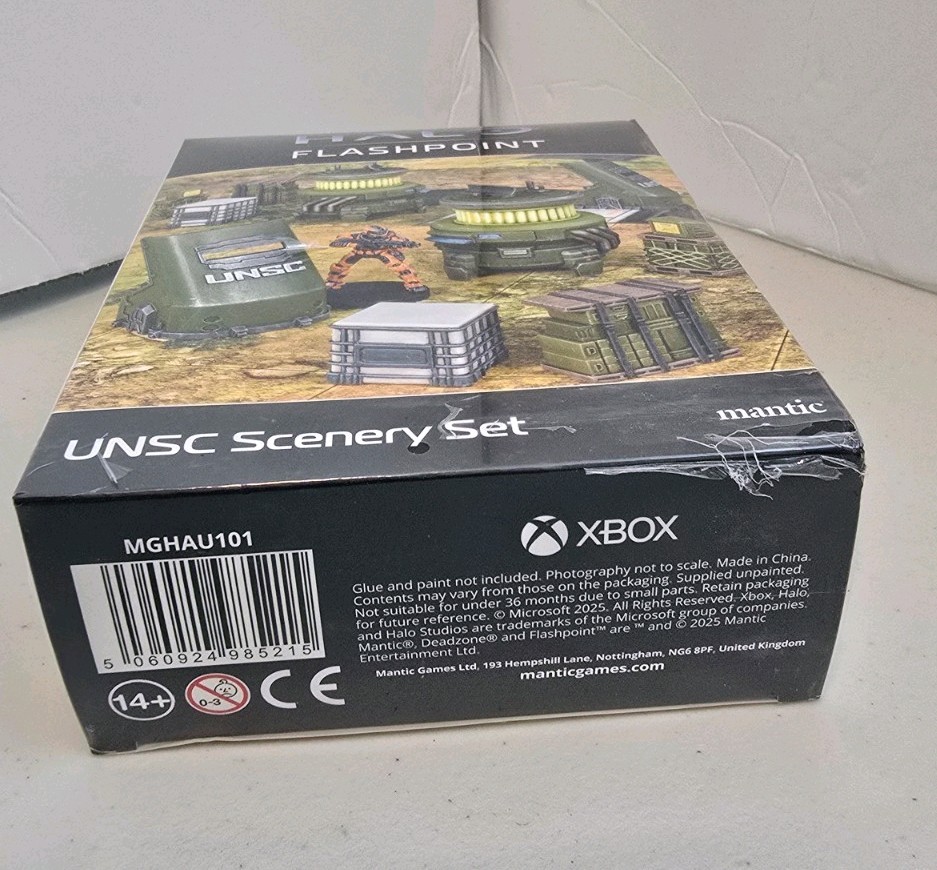 HALO
FLASHPOINT
UNSC
mantic
UNSC Scenery Set
MGHAU101
5 060924 985215
14+
0-3
CE
XBOX
Glue and paint not included. Photography not to scale. Made in China.
Contents may vary from those on the packaging. Supplied unpainted.
Not suitable for under 36 months due to small parts. Retain packaging
for future reference. © Microsoft 2025. All Rights Reserved. Xbox, Halo,
and Halo Studios are trademarks of the Microsoft group of companies.
Mantic®, Deadzone® and Flashpoint™ are ™ and © 2025 Mantic
Entertainment Ltd.
Mantic Games Ltd, 193 Hempshill Lane, Nottingham, NG6 8PF, United Kingdom
manticgames.com